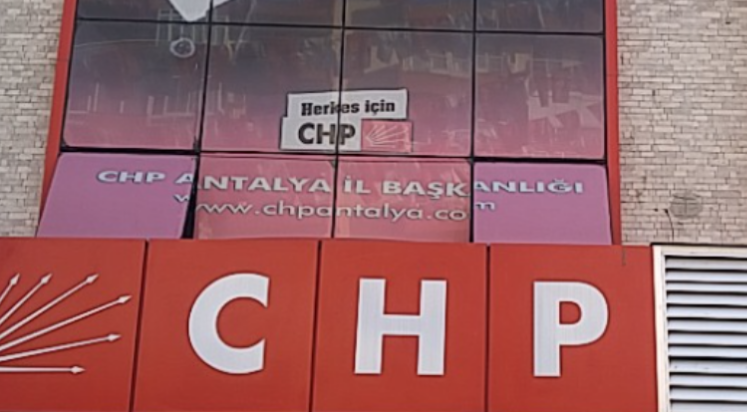 Herkes için
CHP
CHP ANTALYA İL BAŞKANLIĞI
www.chpantalya.com
CHP